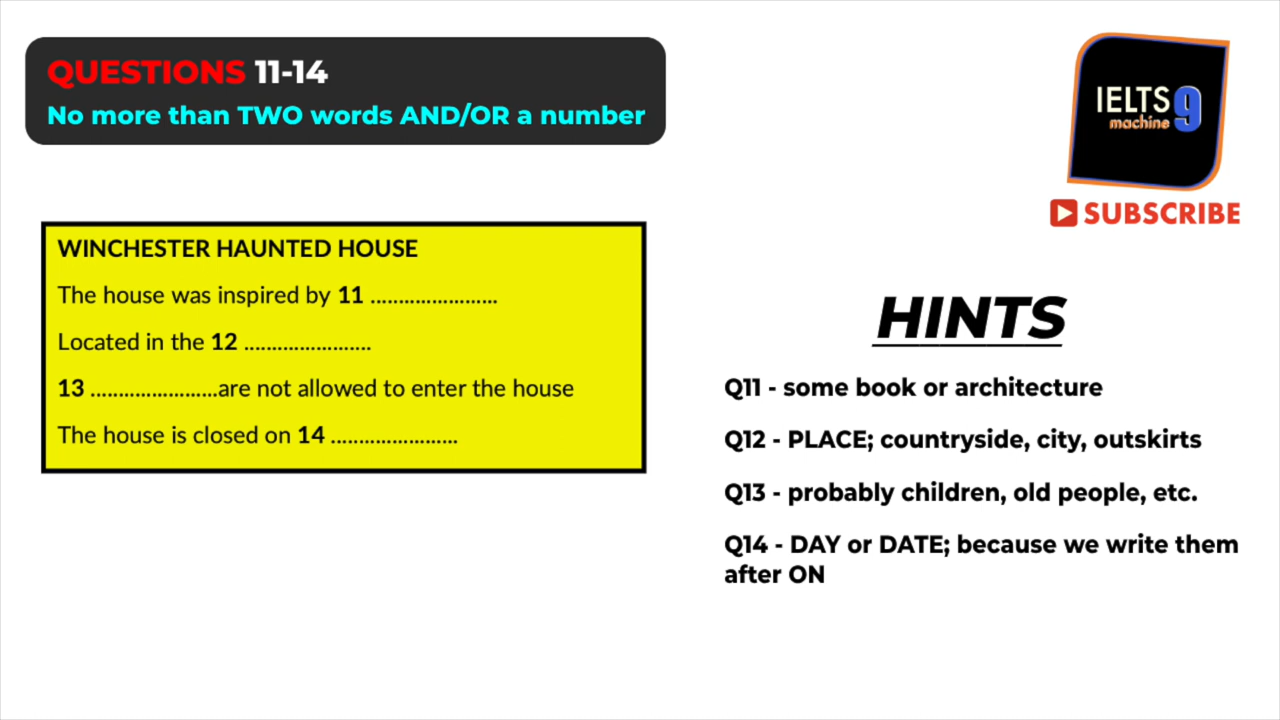 QUESTIONS 11-14
No more than TWO words AND/OR a number
IELTS 9
machine
SUBSCRIBE
WINCHESTER HAUNTED HOUSE
The house was inspired by 11 .......................
Located in the 12 .......................
13 .......................are not allowed to enter the house
The house is closed on 14 .......................
HINTS
Q11 - some book or architecture
Q12 - PLACE; countryside, city, outskirts
Q13 - probably children, old people, etc.
Q14 - DAY or DATE; because we write them
after ON